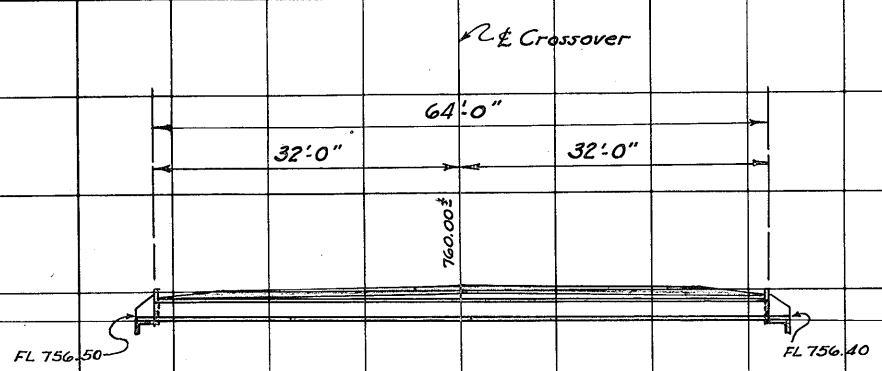 ℄ Crossover
64'-0"
32'-0"
32'-0"
760.00±
FL 756.50
FL 756.40